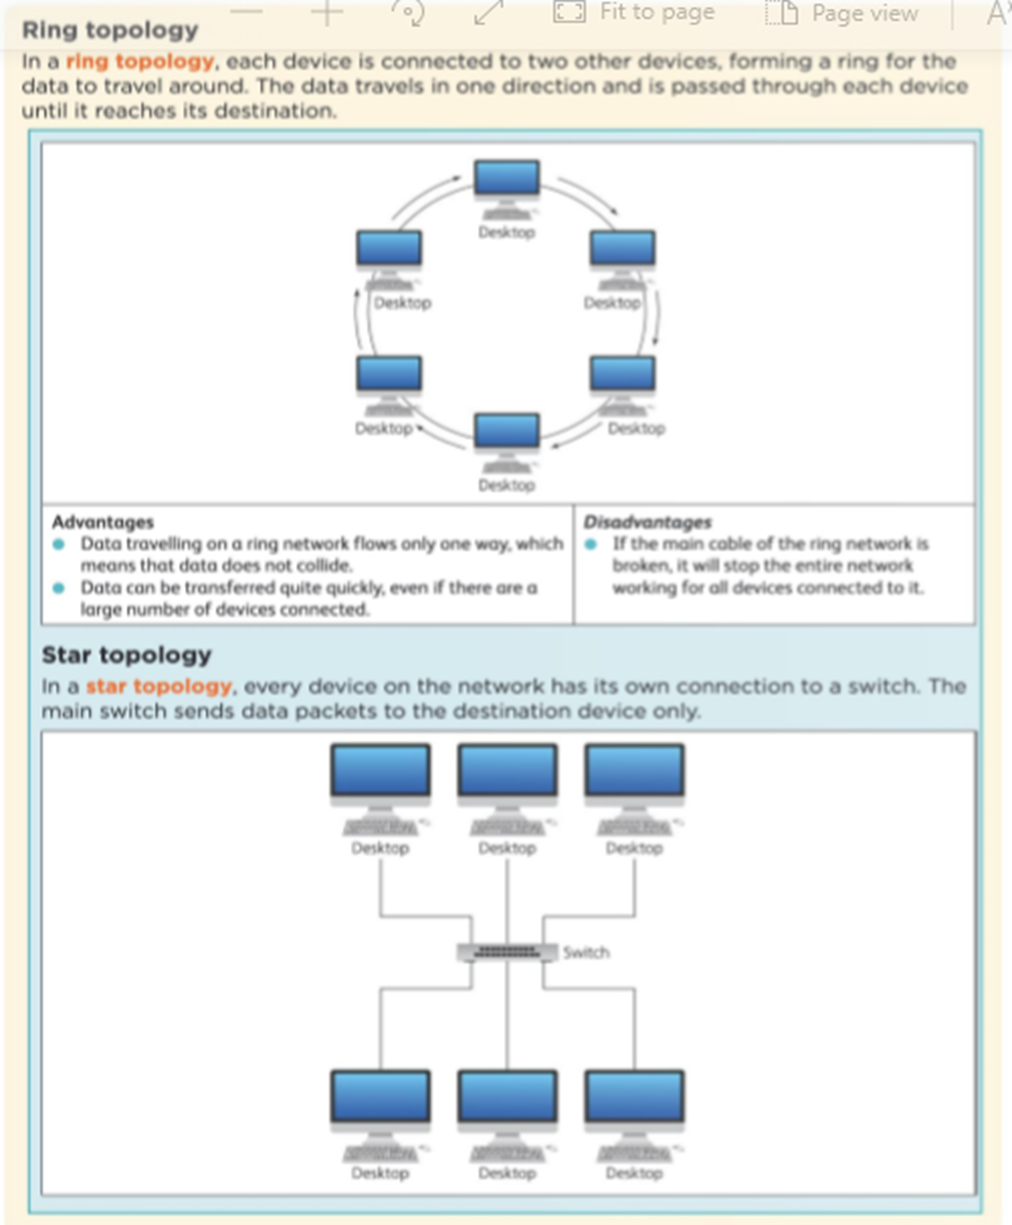 Fit to page
Page view
A
Ring topology
In a ring topology, each device is connected to two other devices, forming a ring for the
data to travel around. The data travels in one direction and is passed through each device
until it reaches its destination.
Desktop
Desktop
Desktop
Desktop
Desktop
Desktop
Advantages
Data travelling on a ring network flows only one way, which
means that data does not collide.
Data can be transferred quite quickly, even if there are a
large number of devices connected.
Disadvantages
If the main cable of the ring network is
broken, it will stop the entire network
working for all devices connected to it.
Star topology
In a star topology, every device on the network has its own connection to a switch. The
main switch sends data packets to the destination device only.
Desktop
Desktop
Desktop
Switch
Desktop
Desktop
Desktop